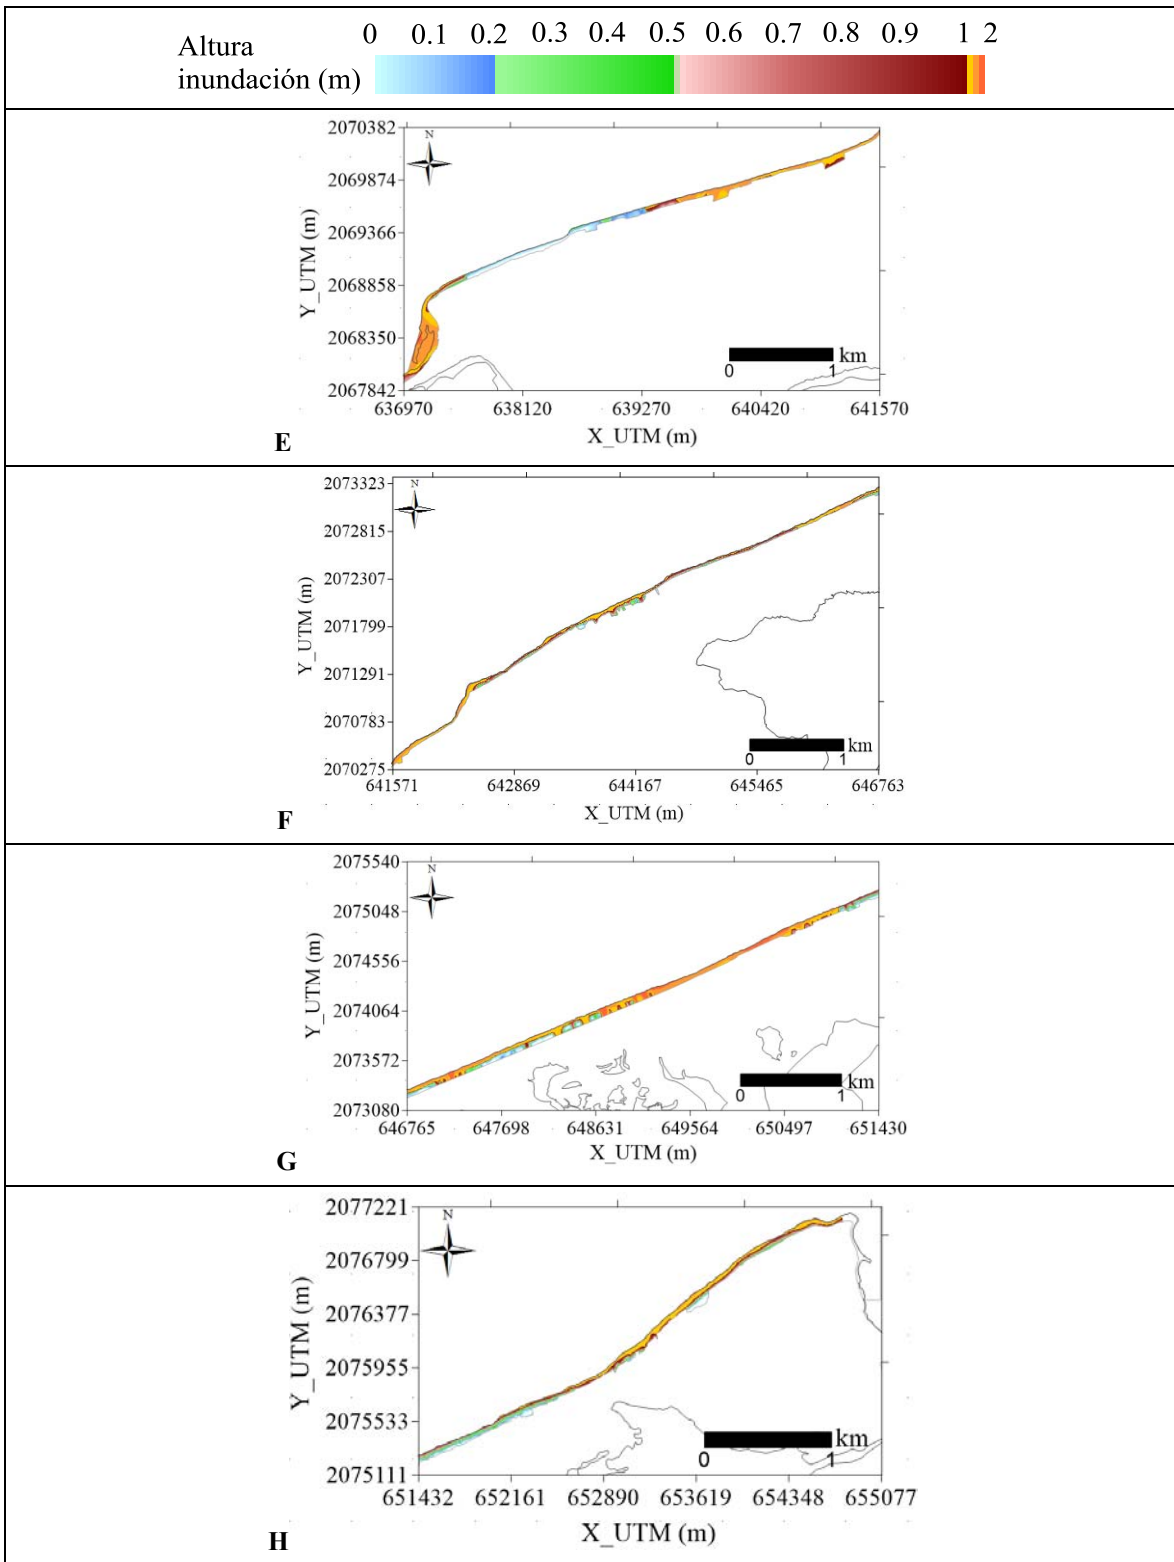 0 0.1 0.2 0.3 0.4 0.5 0.6 0.7 0.8 0.9 1 2
Altura
inundación (m)
2070382
2069874
2069366
2068858
2068350
2067842
Y_UTM (m)
N
km
0 1
636970 638120 639270 640420 641570
X_UTM (m)
E
2073323
2072815
2072307
2071799
2071291
2070783
2070275
Y_UTM (m)
N
km
0 1
641571 642869 644167 645465 646763
X_UTM (m)
F
2075540
2075048
2074556
2074064
2073572
2073080
Y_UTM (m)
N
km
0 1
646765 647698 648631 649564 650497 651430
X_UTM (m)
G
2077221
2076799
2076377
2075955
2075533
2075111
Y_UTM (m)
N
km
0 1
651432 652161 652890 653619 654348 655077
X_UTM (m)
H